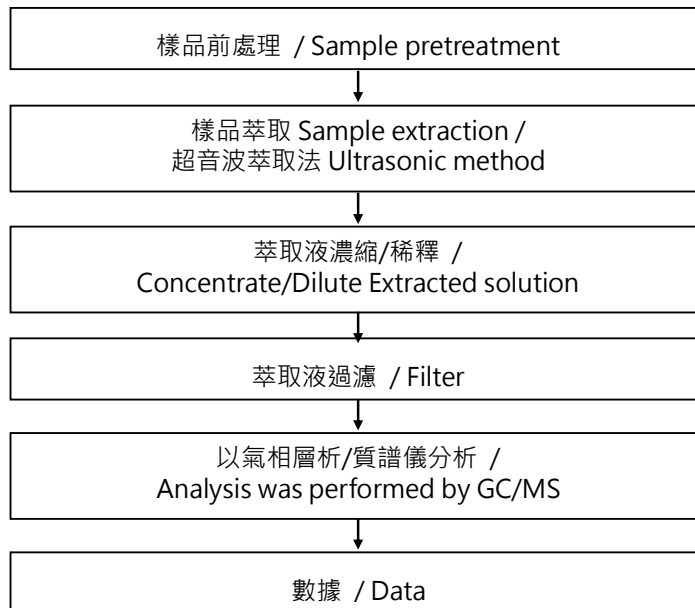 樣品前處理 / Sample pretreatment
樣品萃取 Sample extraction /
超音波萃取法 Ultrasonic method
萃取液濃縮/稀釋 /
Concentrate/Dilute Extracted solution
萃取液過濾 / Filter
以氣相層析/質譜儀分析 /
Analysis was performed by GC/MS
數據 / Data